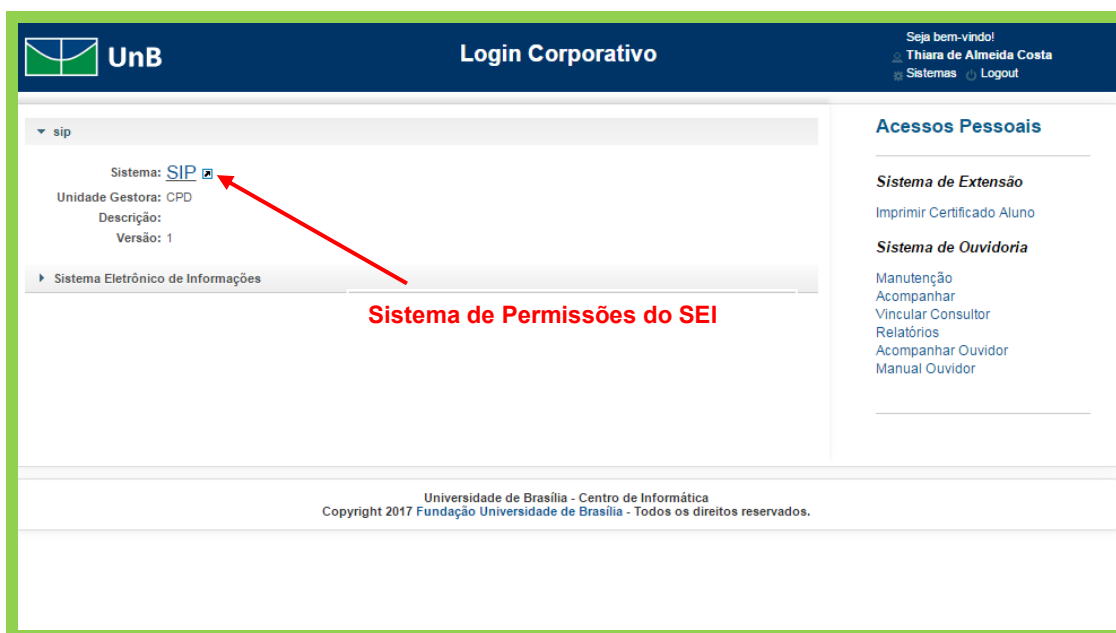 UnB
Login Corporativo
Seja bem-vindo!
Thiara de Almeida Costa
Sistemas Logout
sip
Sistema: SIP
Unidade Gestora: CPD
Descrição:
Versão: 1
Sistema Eletrônico de Informações
Sistema de Permissões do SEI
Acessos Pessoais
Sistema de Extensão
Imprimir Certificado Aluno
Sistema de Ouvidoria
Manutenção
Acompanhar
Vincular Consultor
Relatórios
Acompanhar Ouvidor
Manual Ouvidor
Universidade de Brasília - Centro de Informática
Copyright 2017 Fundação Universidade de Brasília - Todos os direitos reservados.